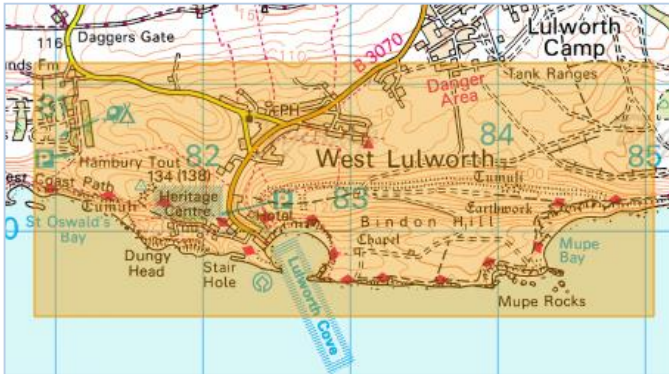 116
Daggers Gate
B 3070
Lulworth
Camp
Tank Ranges
Danger
Area
81
PH
P
Hambury Tout
134 (138)
82
West Lulworth
84
85
Coast Path
Tumuli
Heritage
Centre
P
Hotel
83
Tumuli
Earthwork
St Oswald's
Bay
Bindon Hill
Chapel
Mupe
Bay
Dungy
Head
Stair
Hole
Lulworth Cove
Mupe Rocks